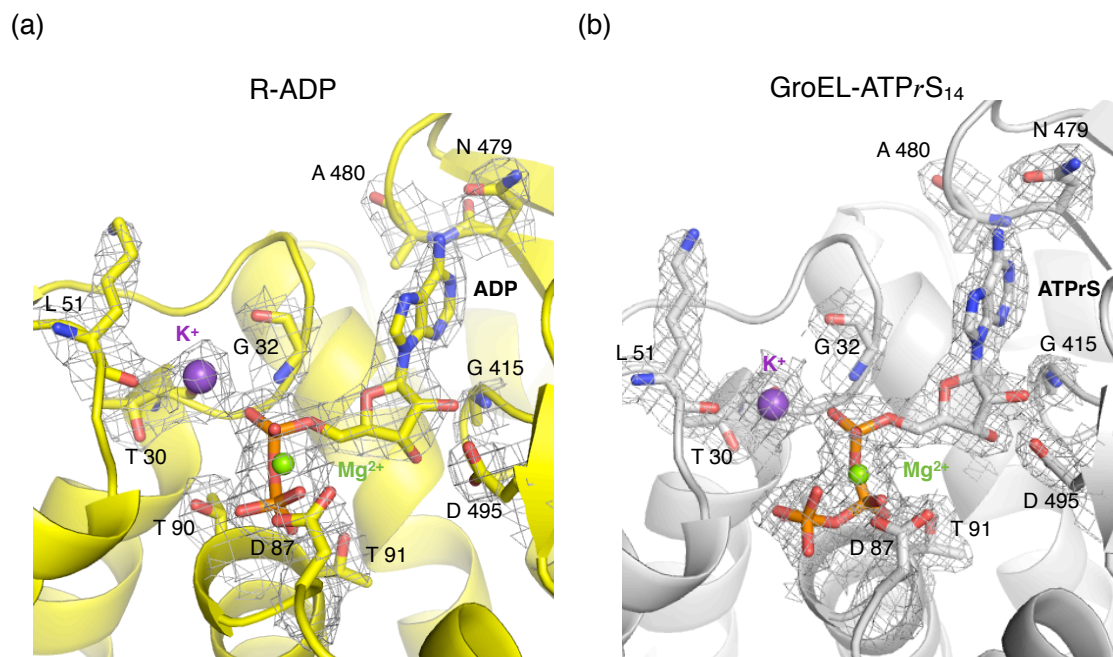 (a)
R-ADP
A 480
N 479
L 51
K⁺
G 32
ADP
G 415
T 30
Mg²⁺
T 90
D 87
T 91
D 495
(b)
GroEL-ATPrS₁₄
A 480
N 479
L 51
K⁺
G 32
ATPrS
G 415
T 30
Mg²⁺
D 87
T 91
D 495